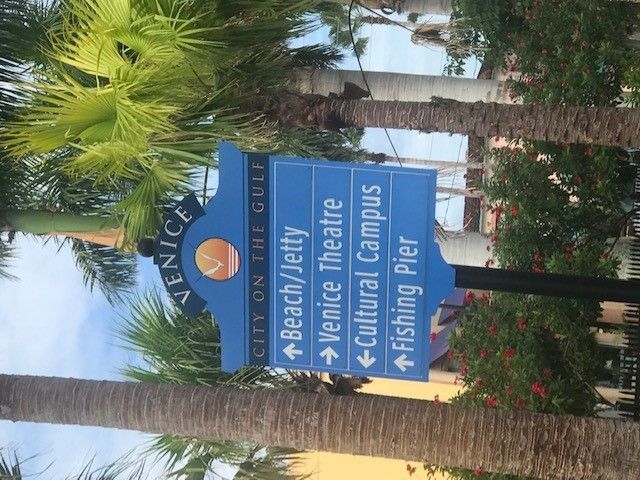 VENICE
CITY ON THE GULF
Beach/Jetty
Venice Theatre
Cultural Campus
Fishing Pier